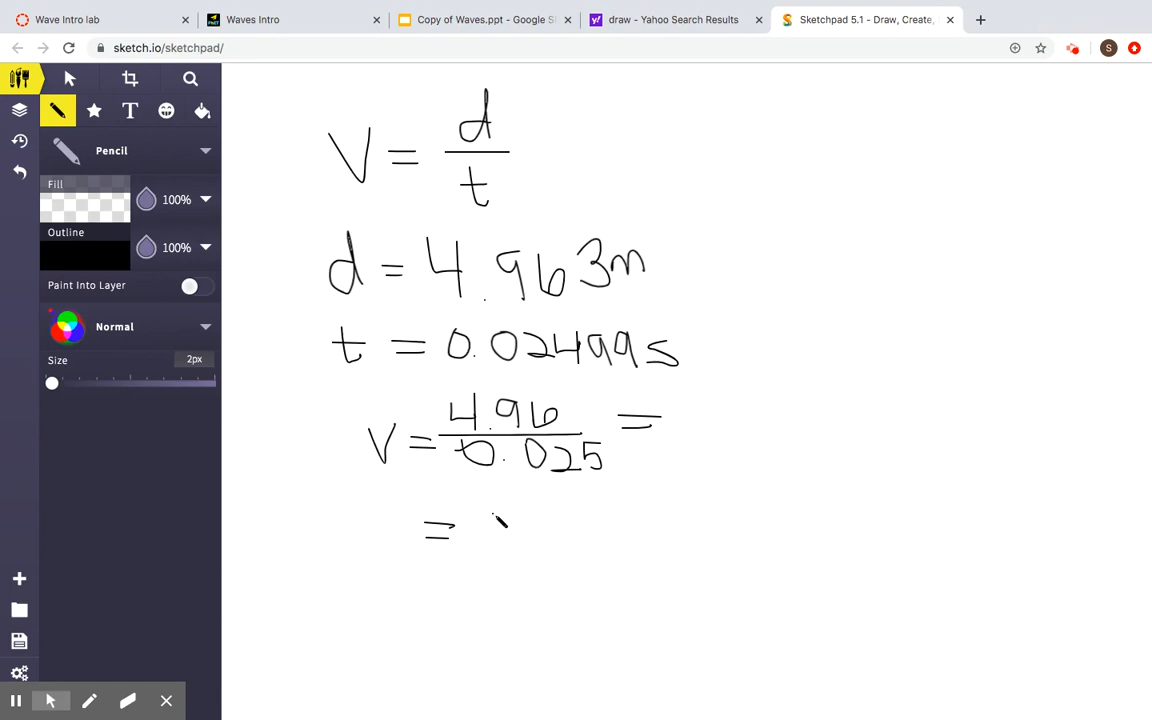 Wave Intro lab
Waves Intro
Copy of Waves.ppt - Google S
draw - Yahoo Search Results
Sketchpad 5.1 - Draw, Create,
sketch.io/sketchpad/
S
T
Pencil
Fill
100%
Outline
100%
Paint Into Layer
Normal
Size
2px
V = d/t
d = 4.963m
t = 0.02499s
V = 4.96/0.025 =
=